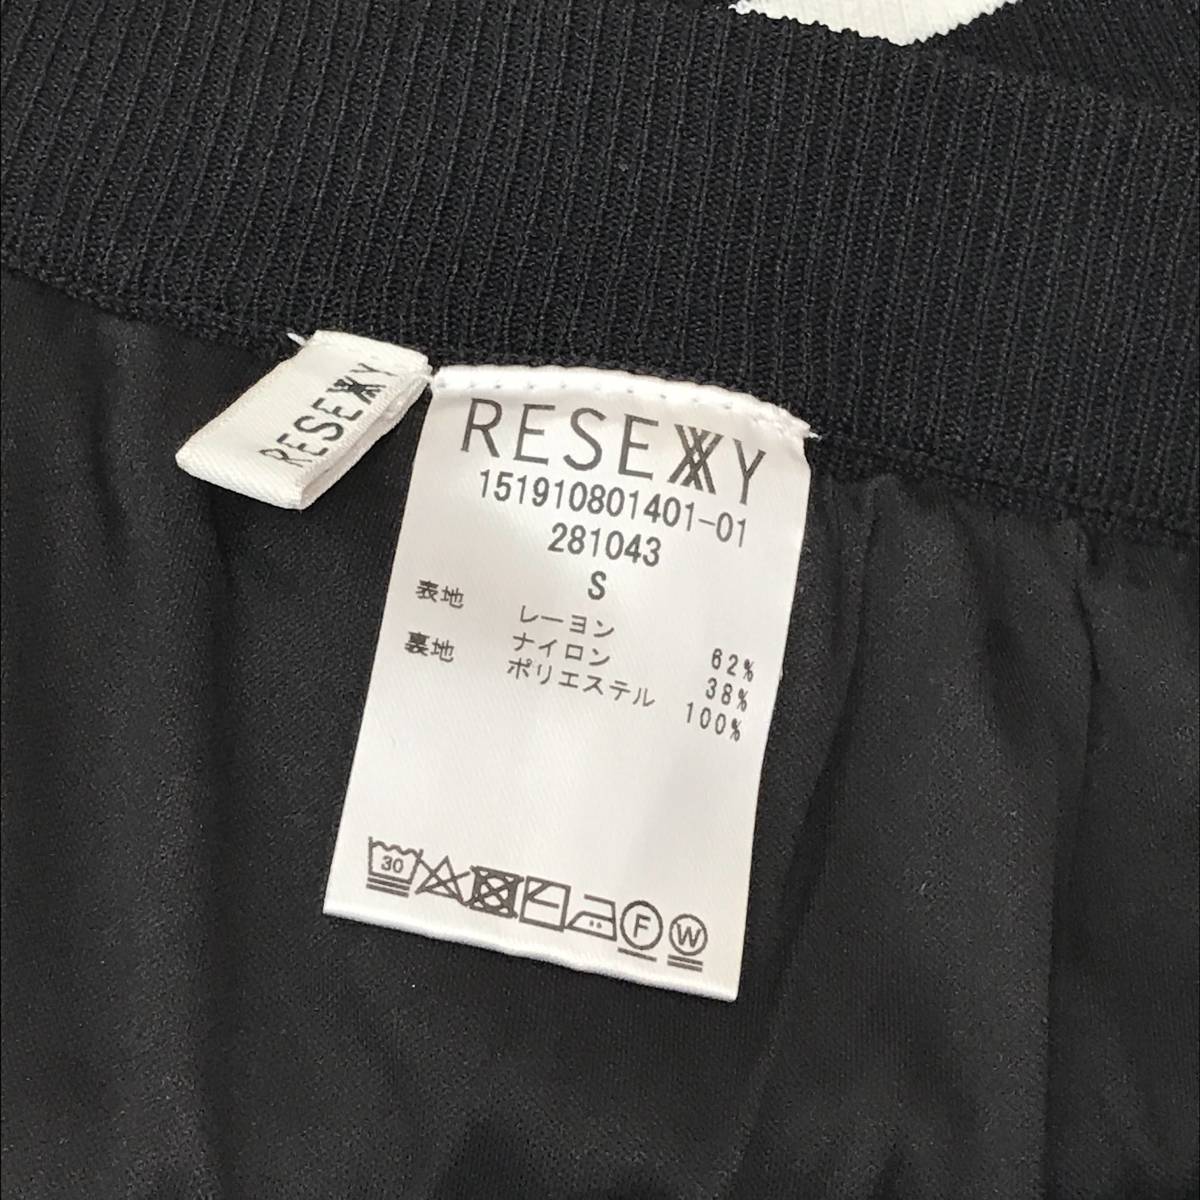 RESEXXY
RESEXXY
151910801401-01
281043
S
表地 レーヨン 62%
ナイロン 38%
裏地 ポリエステル 100%
30
F
W